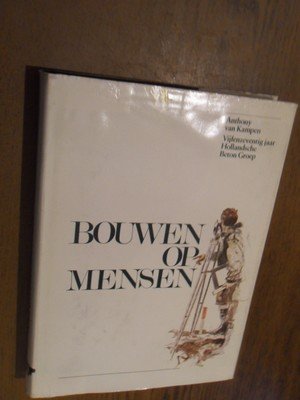 Anthony
van Kampen
Vijfenzeventig jaar
Hollandsche
Beton Groep
BOUWEN
OP
MENSEN